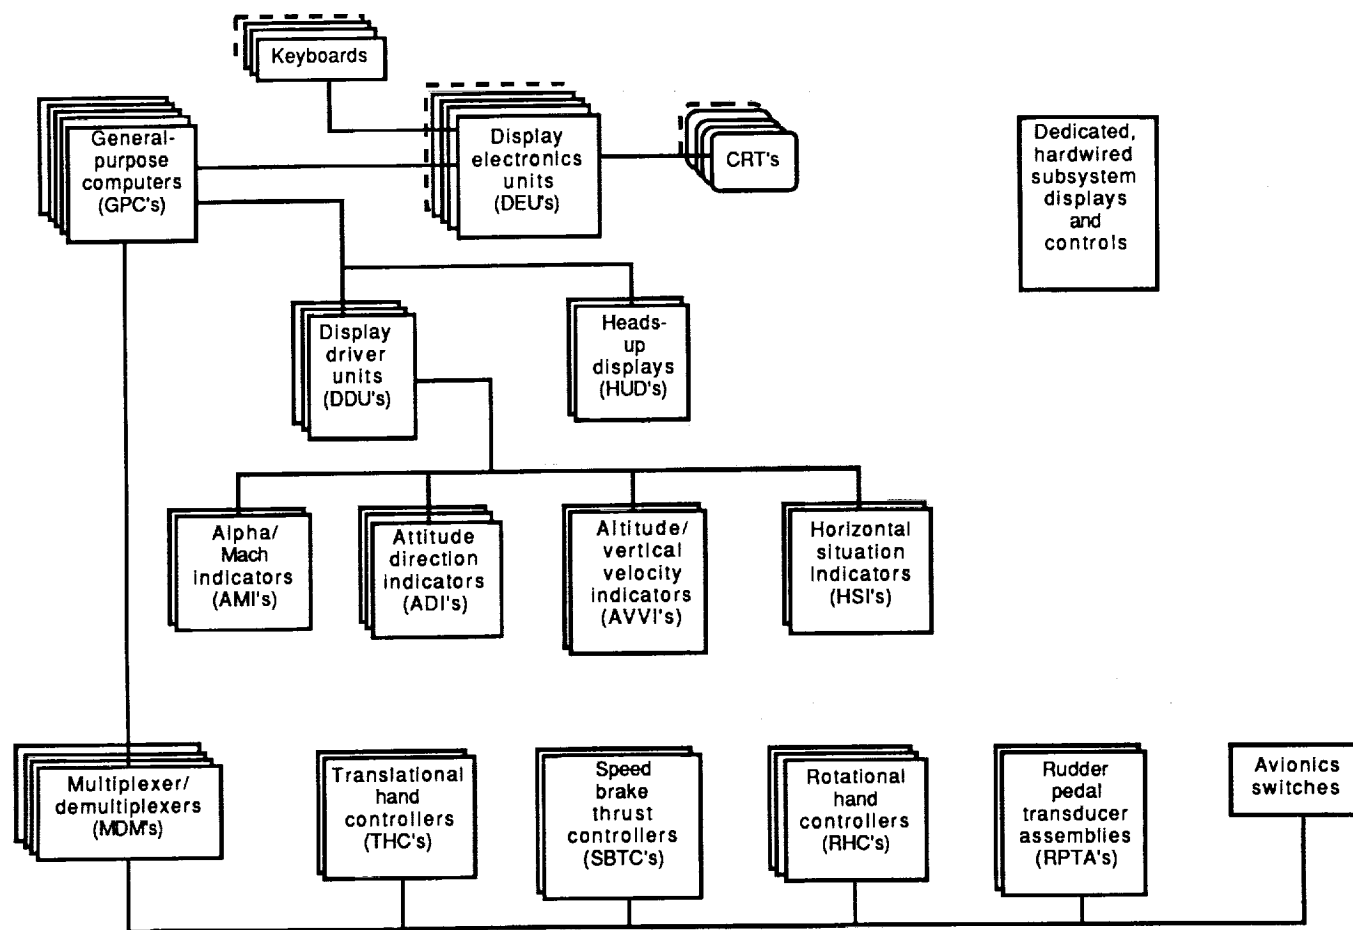 Keyboards
General-
purpose
computers
(GPC's)
Display
electronics
units
(DEU's)
CRT's
Dedicated,
hardwired
subsystem
displays
and
controls
Display
driver
units
(DDU's)
Heads-
up
displays
(HUD's)
Alpha/
Mach
indicators
(AMI's)
Attitude
direction
indicators
(ADI's)
Altitude/
vertical
velocity
indicators
(AVVI's)
Horizontal
situation
indicators
(HSI's)
Multiplexer/
demultiplexers
(MDM's)
Translational
hand
controllers
(THC's)
Speed
brake
thrust
controllers
(SBTC's)
Rotational
hand
controllers
(RHC's)
Rudder
pedal
transducer
assemblies
(RPTA's)
Avionics
switches